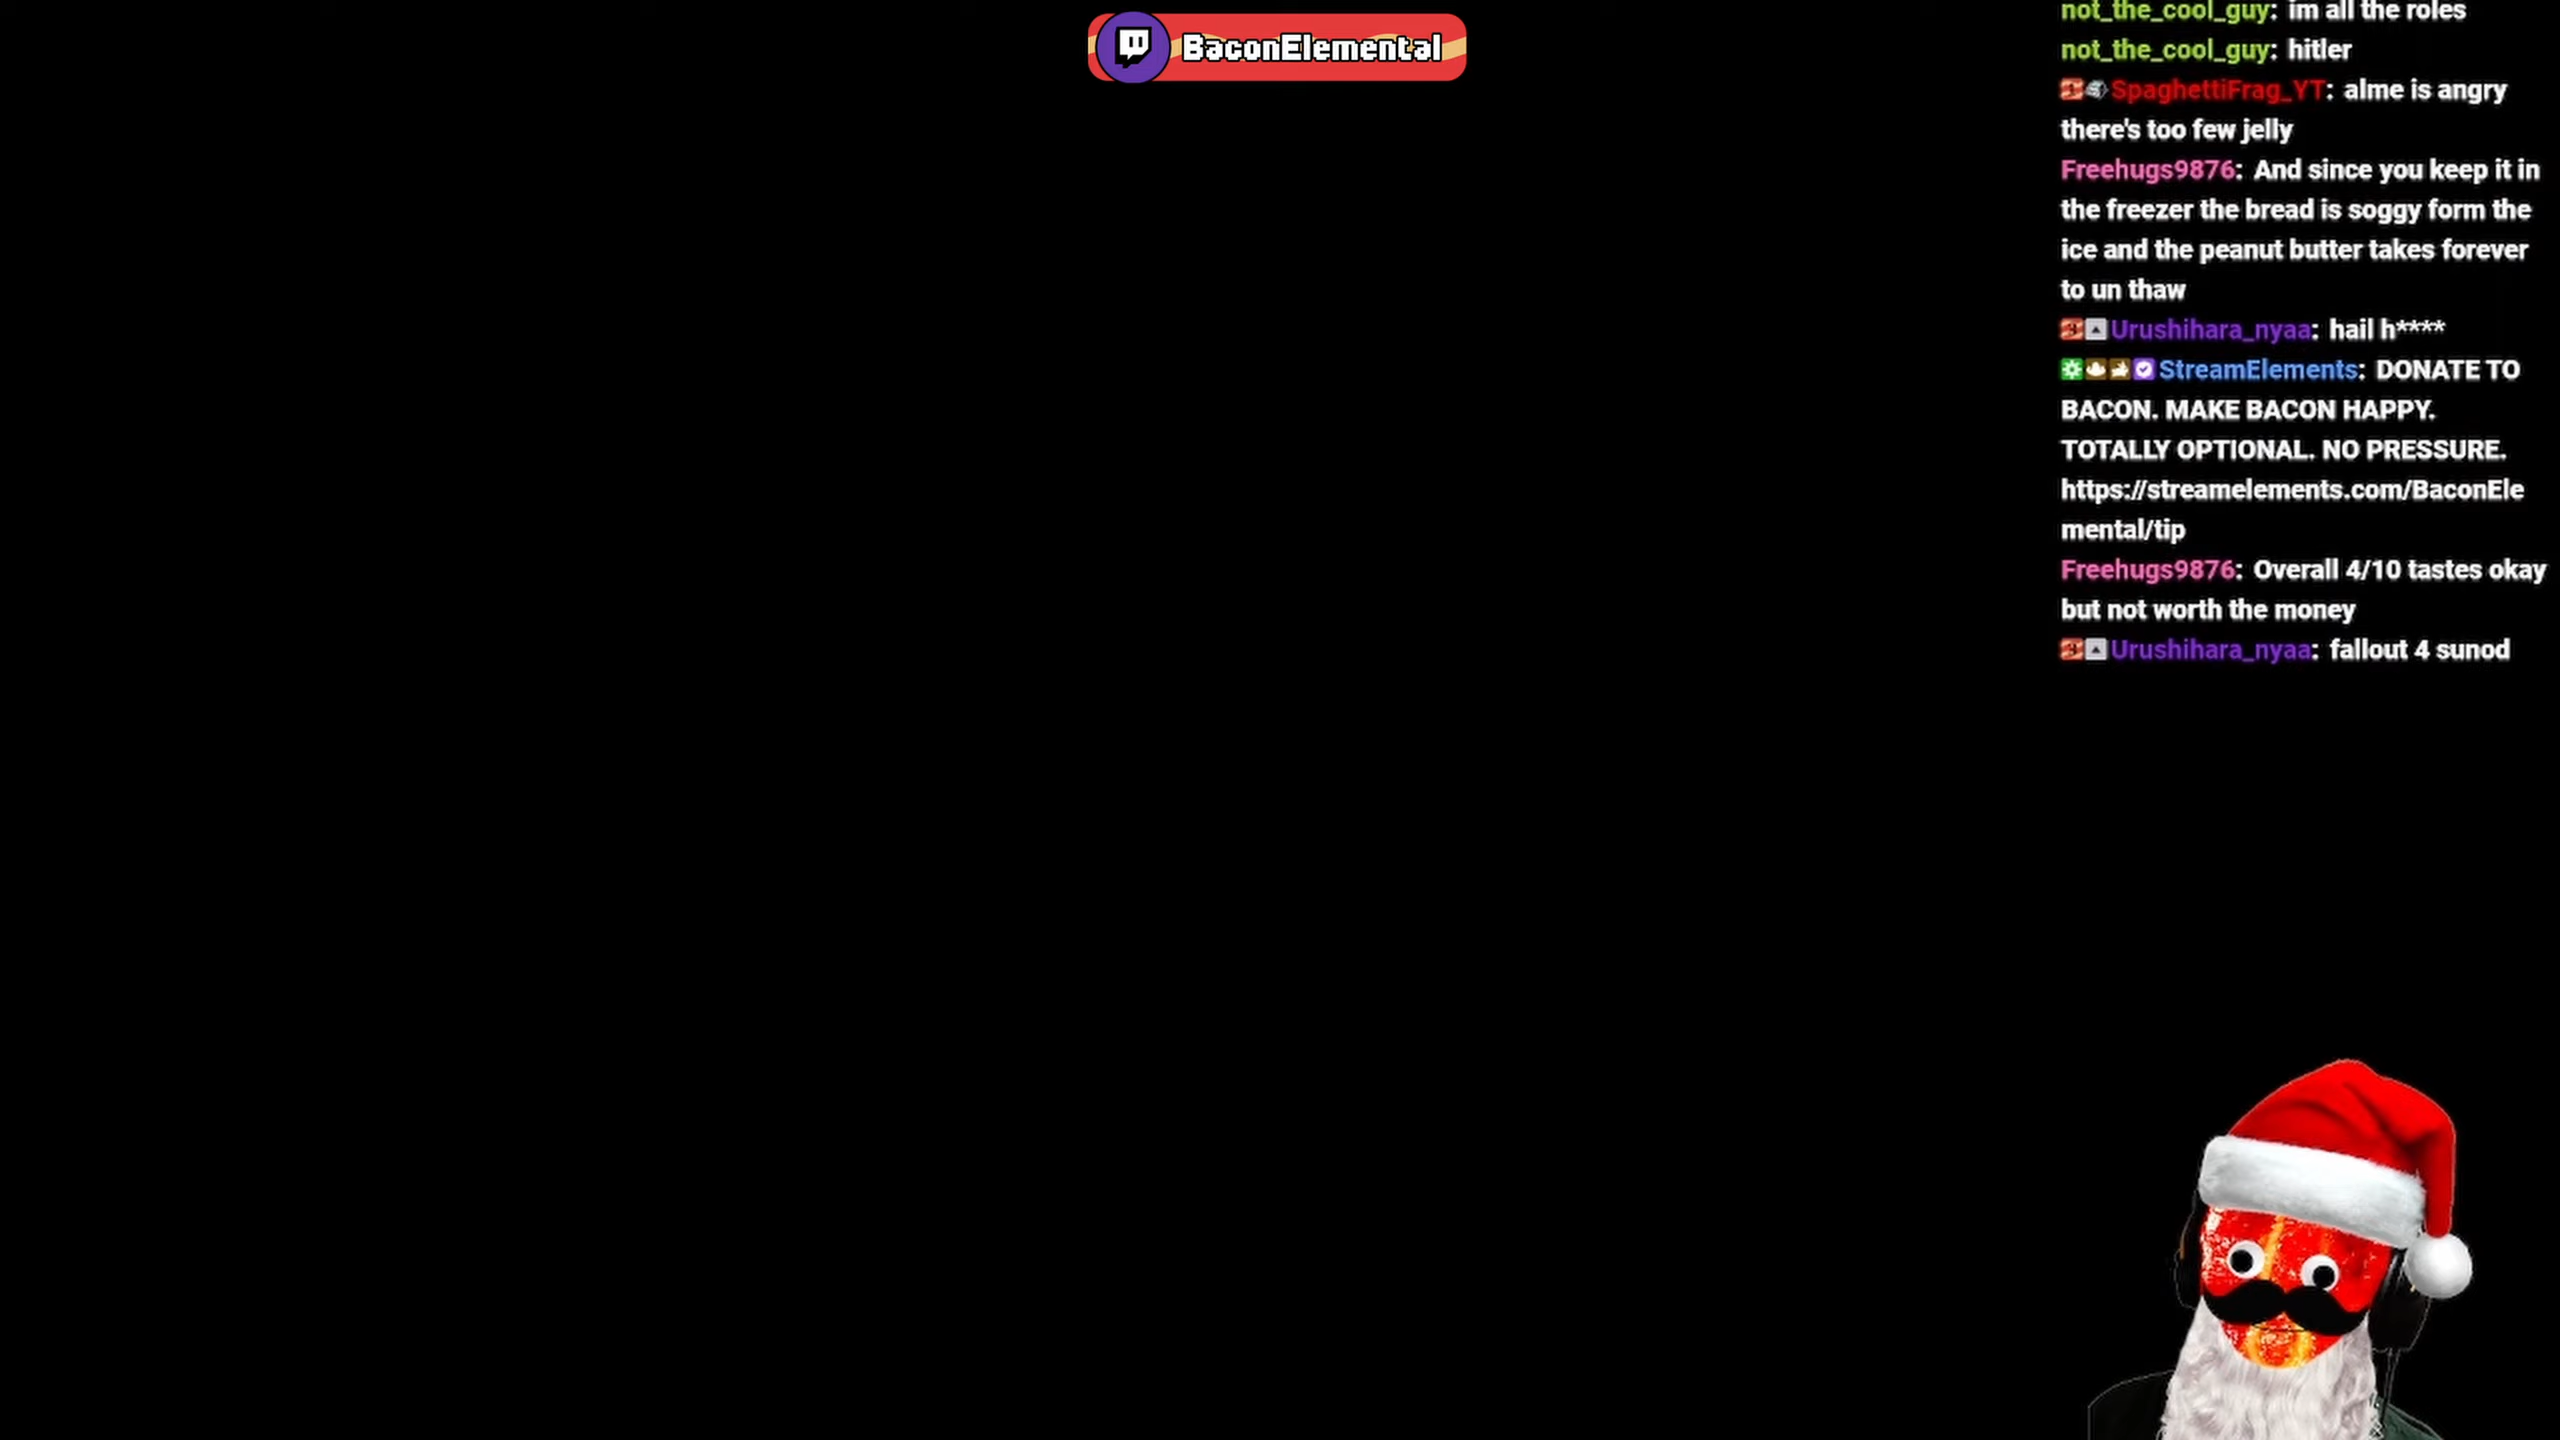 BaconElemental
not_the_cool_guy: im all the roles
not_the_cool_guy: hitler
SpaghettiFrag_YT: alme is angry
there's too few jelly
Freehugs9876: And since you keep it in
the freezer the bread is soggy form the
ice and the peanut butter takes forever
to un thaw
Urushihara_nyaa: hail h****
StreamElements: DONATE TO
BACON. MAKE BACON HAPPY.
TOTALLY OPTIONAL. NO PRESSURE.
https://streamelements.com/BaconEle
mental/tip
Freehugs9876: Overall 4/10 tastes okay
but not worth the money
Urushihara_nyaa: fallout 4 sunod